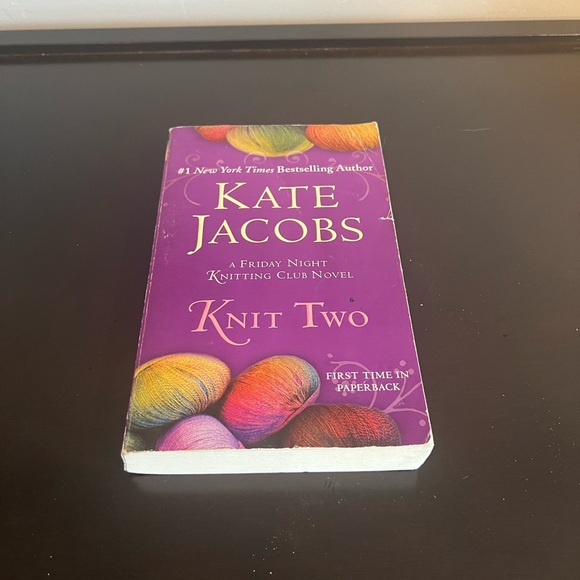 #1 New York Times Bestselling Author
KATE
JACOBS
A FRIDAY NIGHT
KNITTING CLUB NOVEL
KNIT TWO
FIRST TIME IN
PAPERBACK